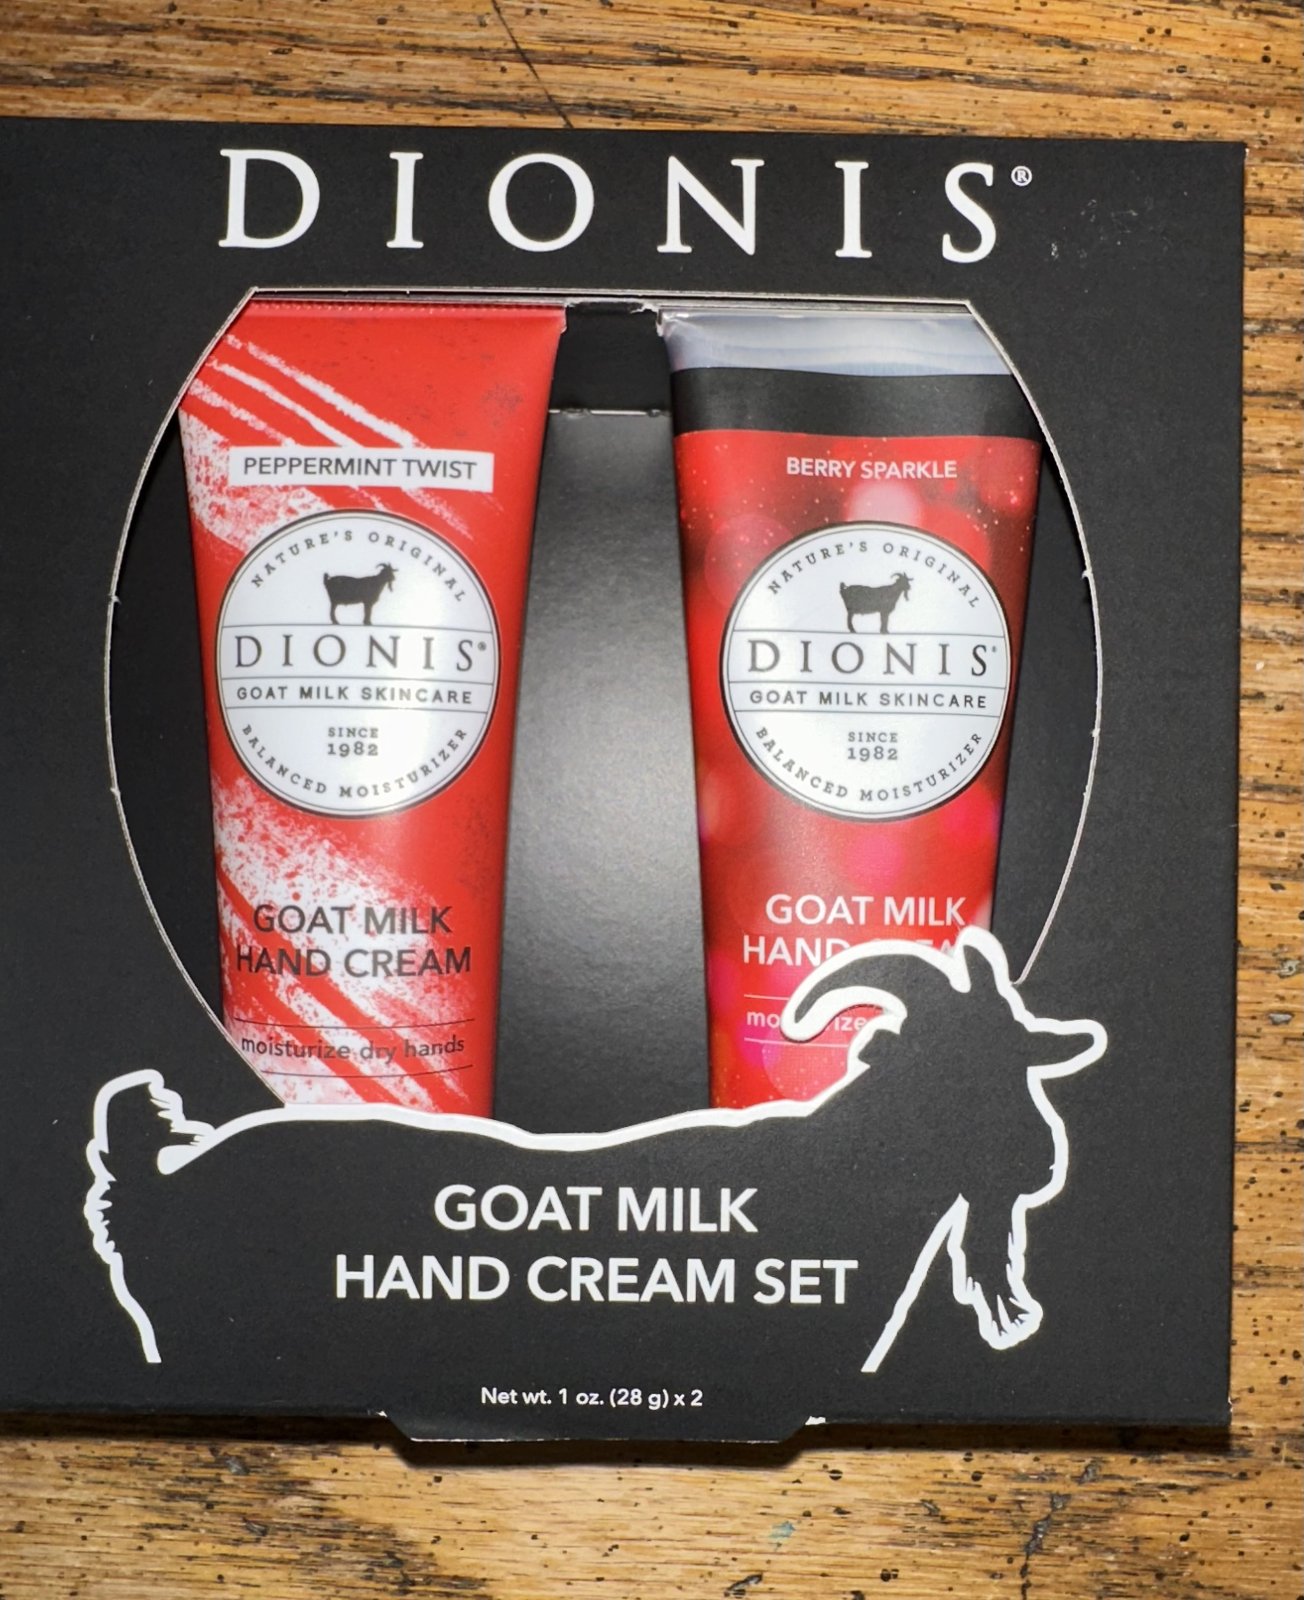 DIONIS®
PEPPERMINT TWIST
NATURE'S ORIGINAL
DIONIS®
GOAT MILK SKINCARE
SINCE
1982
BALANCED MOISTURIZER
GOAT MILK
HAND CREAM
moisturize dry hands
BERRY SPARKLE
NATURE'S ORIGINAL
DIONIS®
GOAT MILK SKINCARE
SINCE
1982
BALANCED MOISTURIZER
GOAT MILK
HAND
GOAT MILK
HAND CREAM SET
Net wt. 1 oz. (28 g) x 2